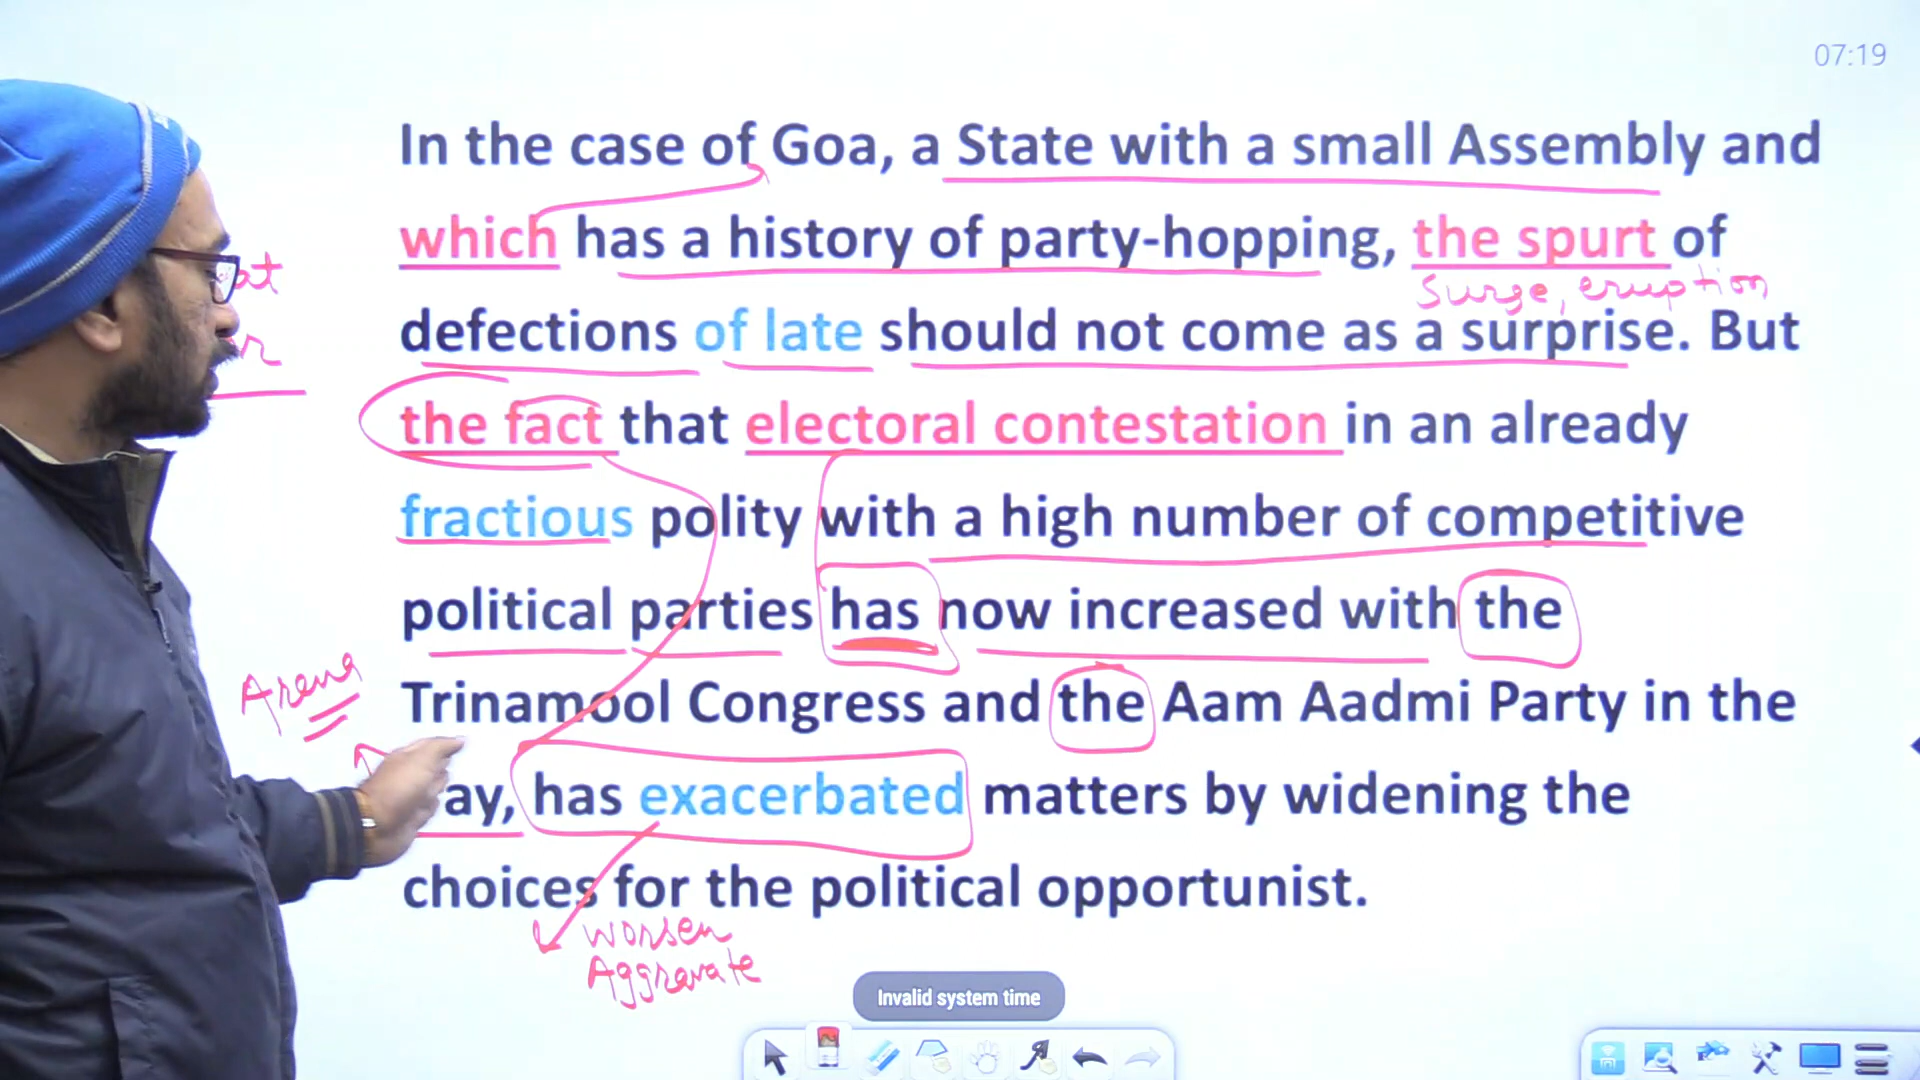 07:19
In the case of Goa, a State with a small Assembly and
which has a history of party-hopping, the spurt of
at
surge, eruption
defections of late should not come as a surprise. But
the fact that electoral contestation in an already
fractious polity with a high number of competitive
political parties has now increased with the
Arena
Trinamool Congress and the Aam Aadmi Party in the
ay, has exacerbated matters by widening the
choices for the political opportunist.
worsen
Aggravate
Invalid system time